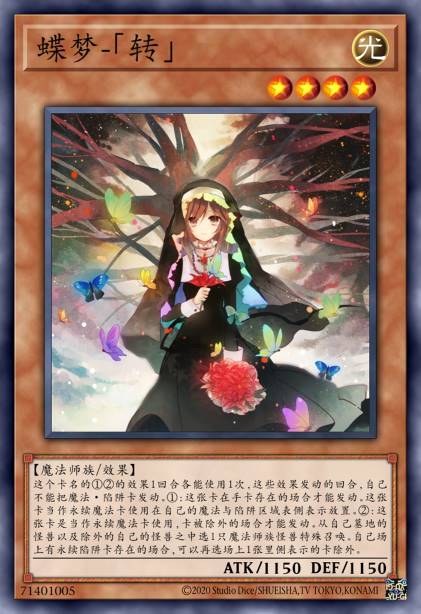 蝶梦-「转」
光
【魔法师族/效果】
这个卡名的①②的效果1回合各能使用1次，这些效果发动的回合，自己
不能把魔法・陷阱卡发动。①：这张卡在手卡存在的场合才能发动。这张
卡当作永续魔法卡使用在自己的魔法与陷阱区域表侧表示放置。②：这
张卡是当作永续魔法卡使用，卡被除外的场合才能发动。从自己墓地的
怪兽以及除外的自己的怪兽之中选1只魔法师族怪兽特殊召唤。自己场
上有永续陷阱卡存在的场合，可以再选场上1张里侧表示的卡除外。
ATK/1150 DEF/1150
71401005
©2020 Studio Dice/SHUEISHA,TV TOKYO,KONAMI